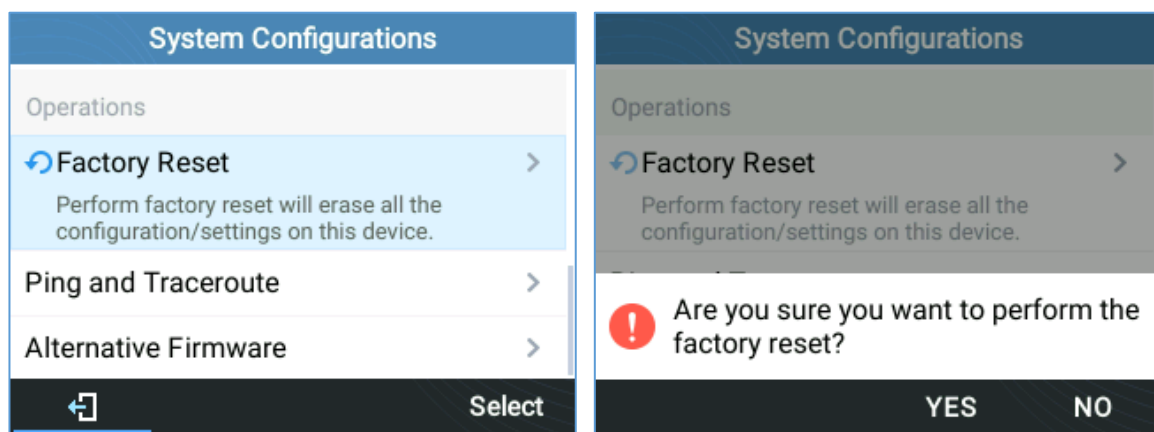 System Configurations
Operations
Factory Reset
Perform factory reset will erase all the
configuration/settings on this device.
Ping and Traceroute
Alternative Firmware
Select
System Configurations
Operations
Factory Reset
Perform factory reset will erase all the
configuration/settings on this device.
Are you sure you want to perform the
factory reset?
YES NO